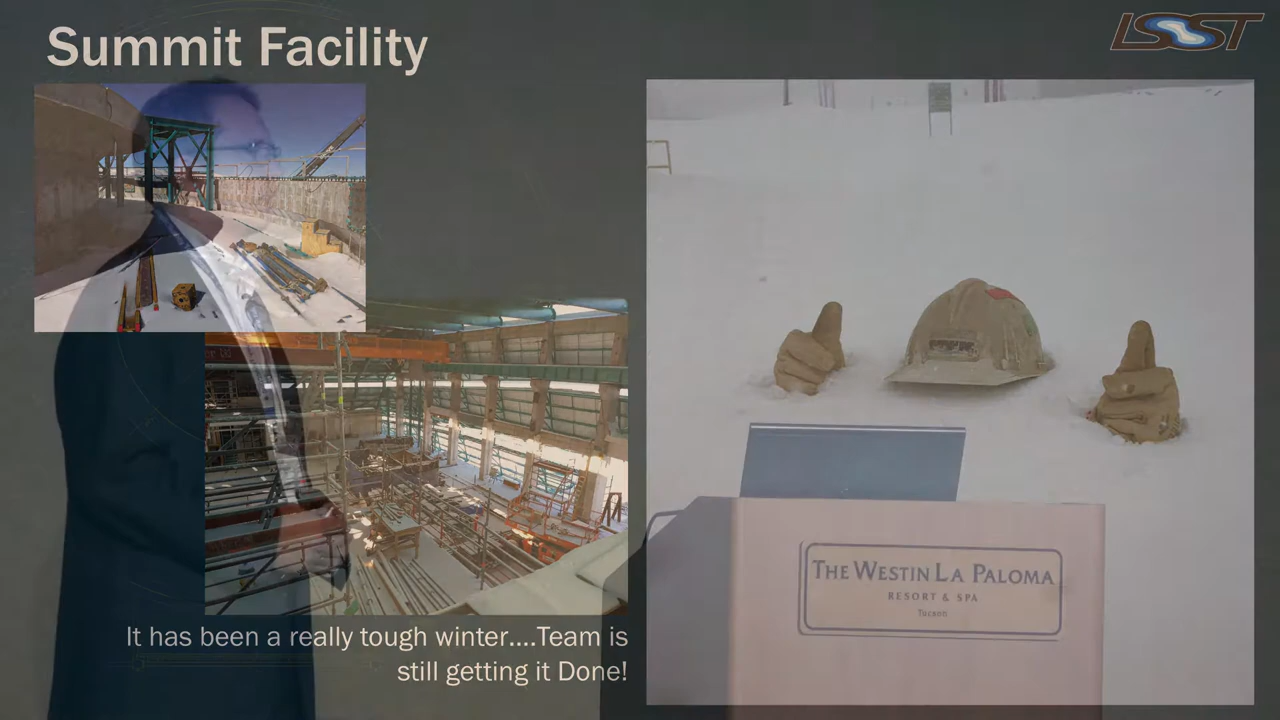 Summit Facility
LSST
It has been a really tough winter....Team is
still getting it Done!
THE WESTIN LA PALOMA
RESORT & SPA
Tucson